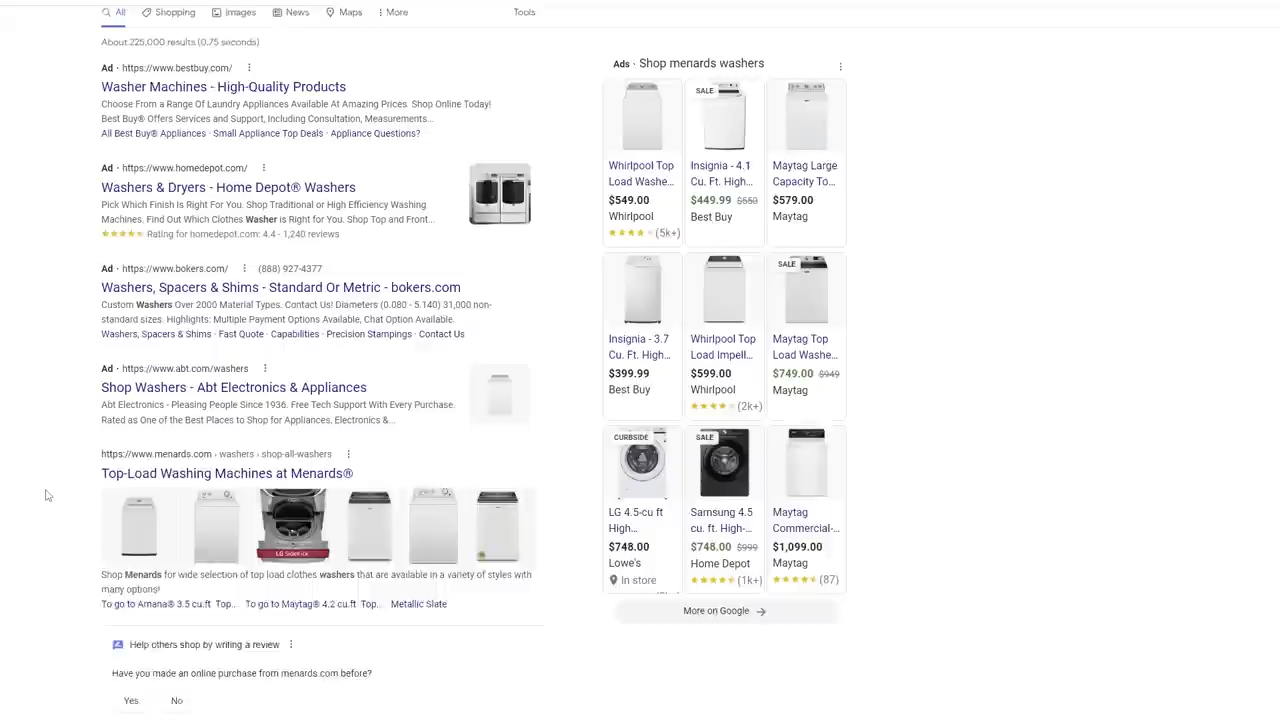 All
Shopping
Images
News
Maps
More
Tools
About 225,000 results (0.75 seconds)
Ad · https://www.bestbuy.com/
Washer Machines - High-Quality Products
Choose From a Range Of Laundry Appliances Available At Amazing Prices. Shop Online Today!
Best Buy® Offers Services and Support, Including Consultation, Measurements...
All Best Buy® Appliances · Small Appliance Top Deals · Appliance Questions?
Ad · https://www.homedepot.com/
Washers & Dryers - Home Depot® Washers
Pick Which Finish Is Right For You. Shop Traditional or High Efficiency Washing
Machines. Find Out Which Clothes Washer is Right for You. Shop Top and Front...
Rating for homedepot.com: 4.4 - 1,240 reviews
Ad · https://www.bokers.com/ (888) 927-4377
Washers, Spacers & Shims - Standard Or Metric - bokers.com
Custom Washers Over 2000 Material Types. Contact Us! Diameters (0.080 - 5.140) 31,000 non-
standard sizes. Highlights: Multiple Payment Options Available, Chat Option Available.
Washers, Spacers & Shims · Fast Quote · Capabilities · Precision Stampings · Contact Us
Ad · https://www.abt.com/washers
Shop Washers - Abt Electronics & Appliances
Abt Electronics - Pleasing People Since 1936. Free Tech Support With Every Purchase.
Rated as One of the Best Places to Shop for Appliances, Electronics &...
https://www.menards.com › washers › shop-all-washers
Top-Load Washing Machines at Menards®
LG SideKick
Shop Menards for wide selection of top load clothes washers that are available in a variety of styles with
many options!
To go to Amana® 3.5 cu.ft Top... To go to Maytag® 4.2 cu.ft Top... Metallic Slate
Help others shop by writing a review
Have you made an online purchase from menards.com before?
Yes
No
Ads · Shop menards washers
Whirlpool Top
Load Washe...
$549.00
Whirlpool
(5k+)
SALE
Insignia - 4.1
Cu. Ft. High...
$449.99 $550
Best Buy
Maytag Large
Capacity To...
$579.00
Maytag
Insignia - 3.7
Cu. Ft. High...
$399.99
Best Buy
Whirlpool Top
Load Impell...
$599.00
Whirlpool
(2k+)
SALE
Maytag Top
Load Washe...
$749.00 $949
Maytag
CURBSIDE
LG 4.5-cu ft
High...
$748.00
Lowe's
In store
SALE
Samsung 4.5
cu. ft. High-...
$748.00 $999
Home Depot
(1k+)
Maytag
Commercial-...
$1,099.00
Maytag
(87)
More on Google